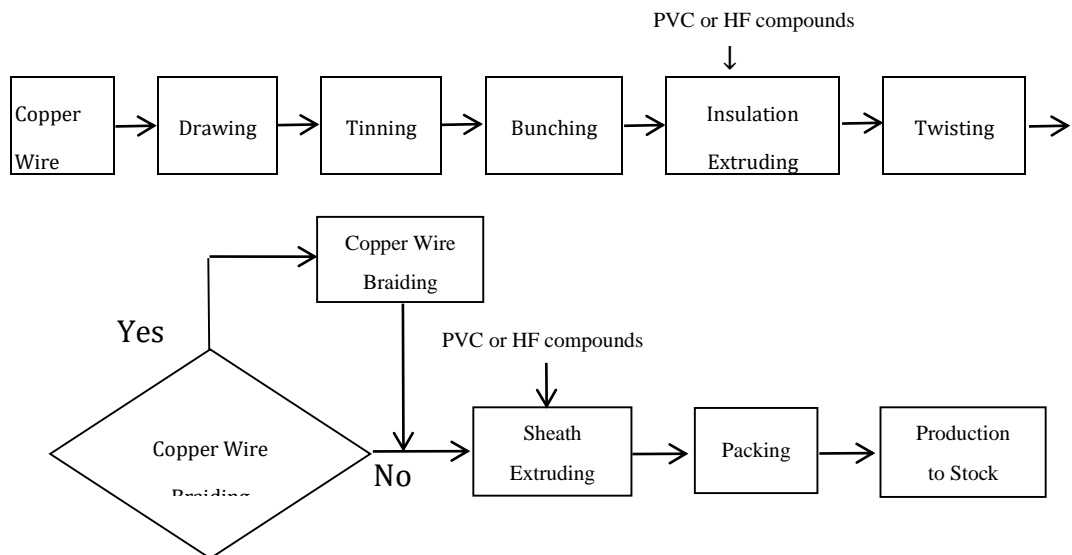 PVC or HF compounds
Copper
Wire
Drawing
Tinning
Bunching
Insulation
Extruding
Twisting
Copper Wire
Braiding
Yes
PVC or HF compounds
Copper Wire
Braiding
No
Sheath
Extruding
Packing
Production
to Stock